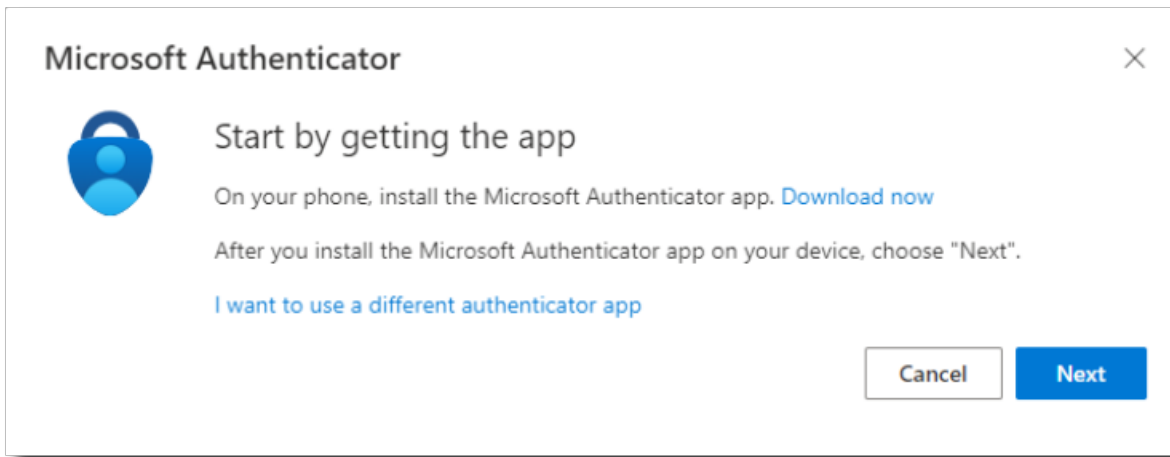 Microsoft Authenticator
Start by getting the app
On your phone, install the Microsoft Authenticator app. Download now
After you install the Microsoft Authenticator app on your device, choose "Next".
I want to use a different authenticator app
Cancel
Next